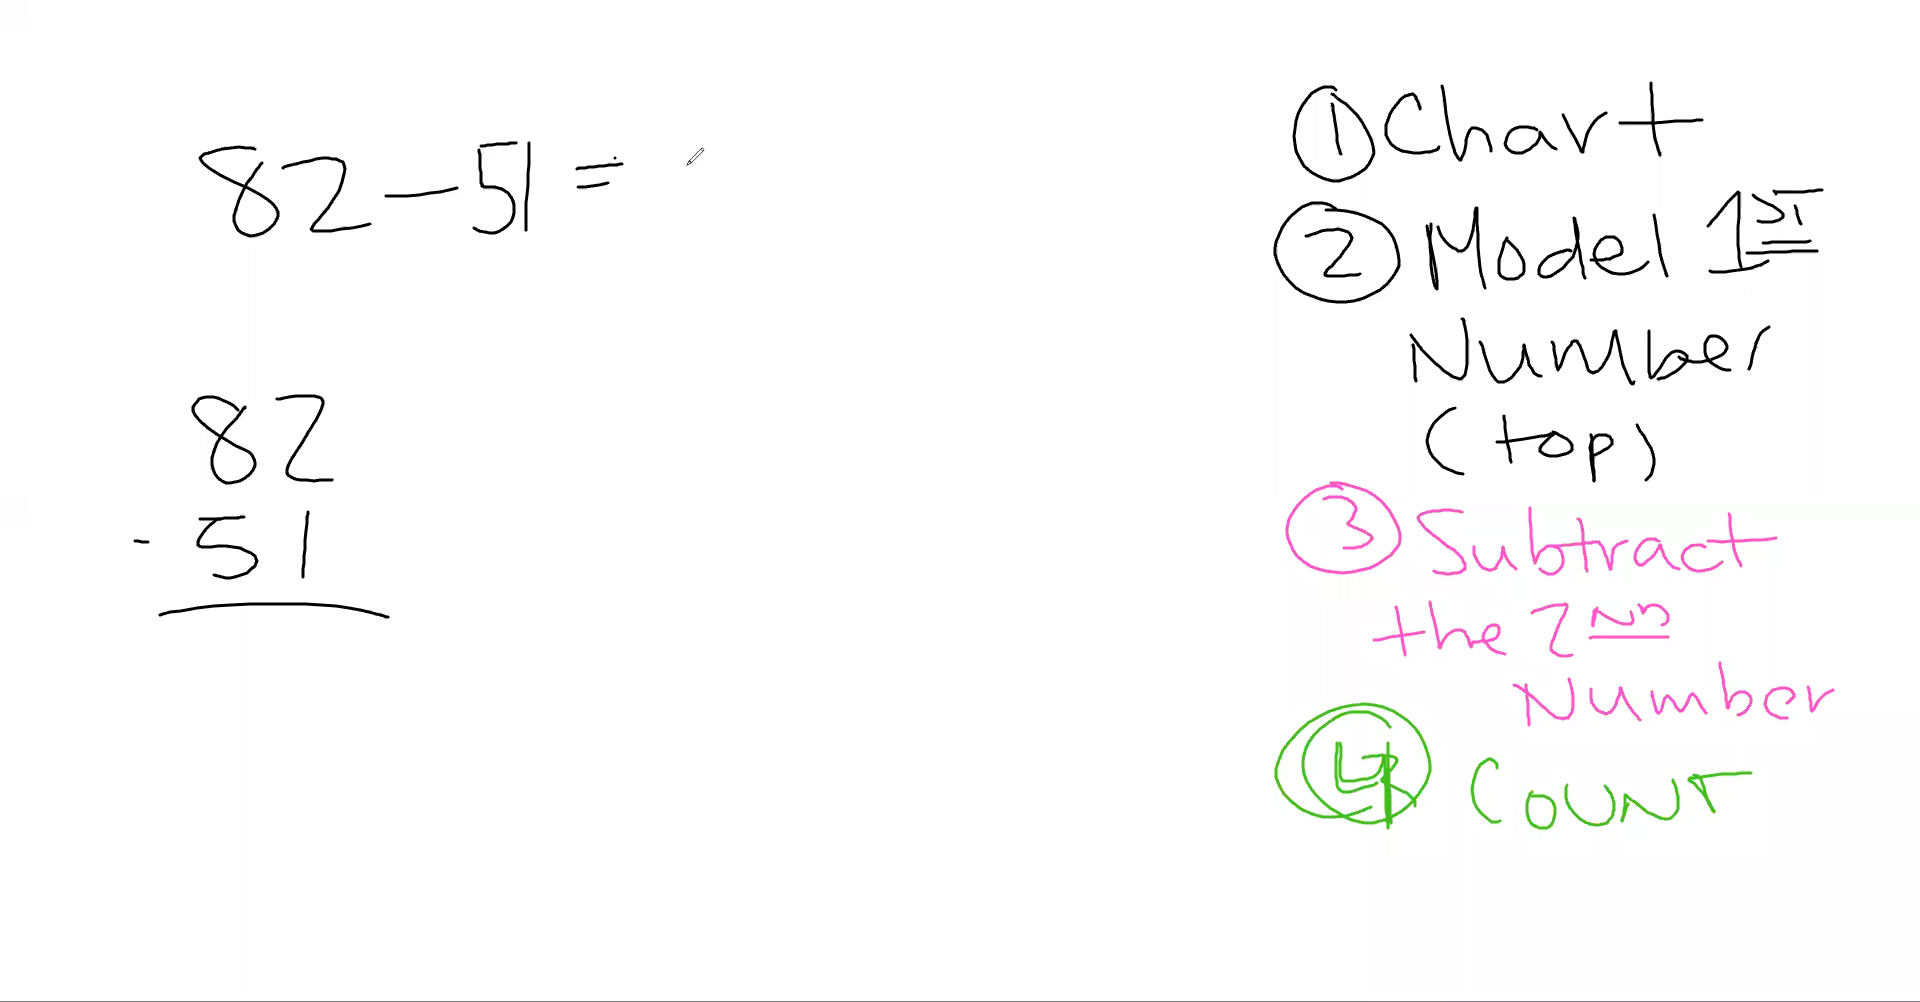 82-51=
82
- 51
① Chart
② Model 1ST
Number
(top)
③ Subtract
the 2ND
Number
④ COUNT